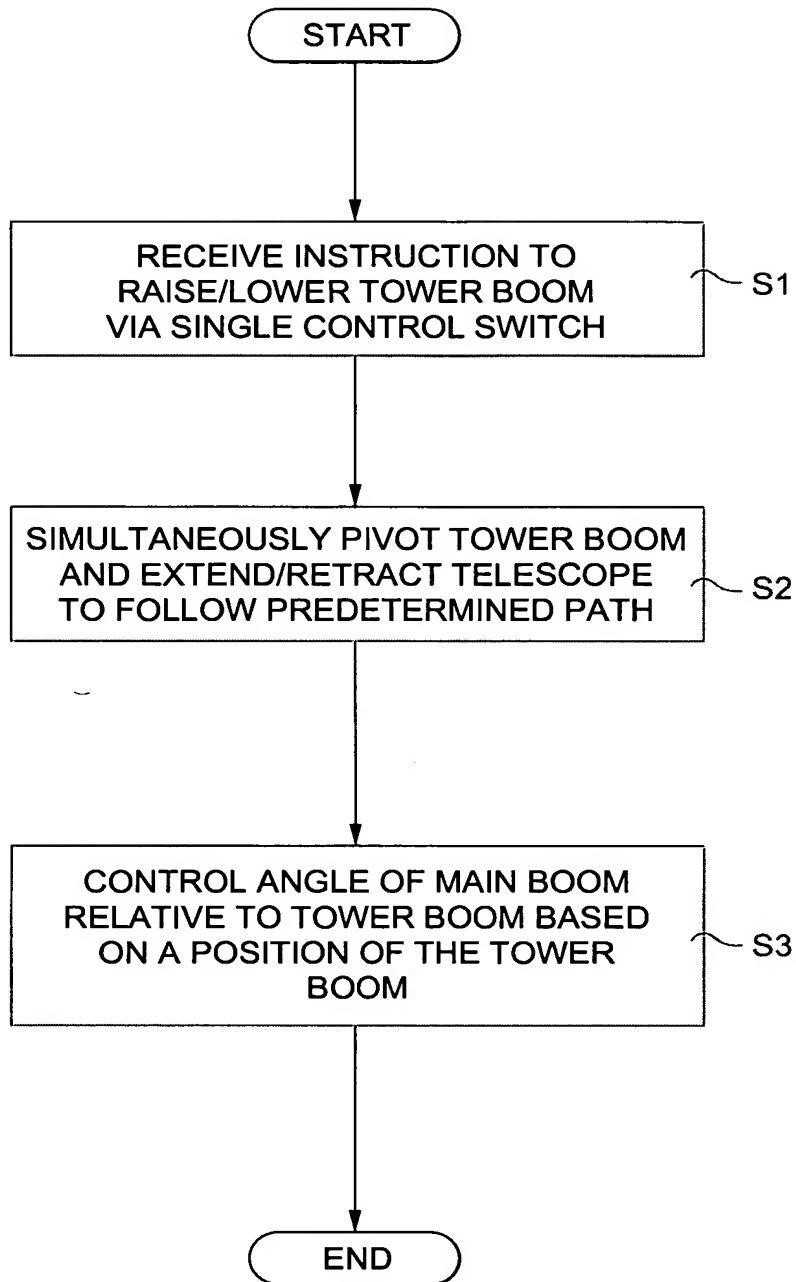 START
RECEIVE INSTRUCTION TO
RAISE/LOWER TOWER BOOM
VIA SINGLE CONTROL SWITCH
S1
SIMULTANEOUSLY PIVOT TOWER BOOM
AND EXTEND/RETRACT TELESCOPE
TO FOLLOW PREDETERMINED PATH
S2
CONTROL ANGLE OF MAIN BOOM
RELATIVE TO TOWER BOOM BASED
ON A POSITION OF THE TOWER
BOOM
S3
END